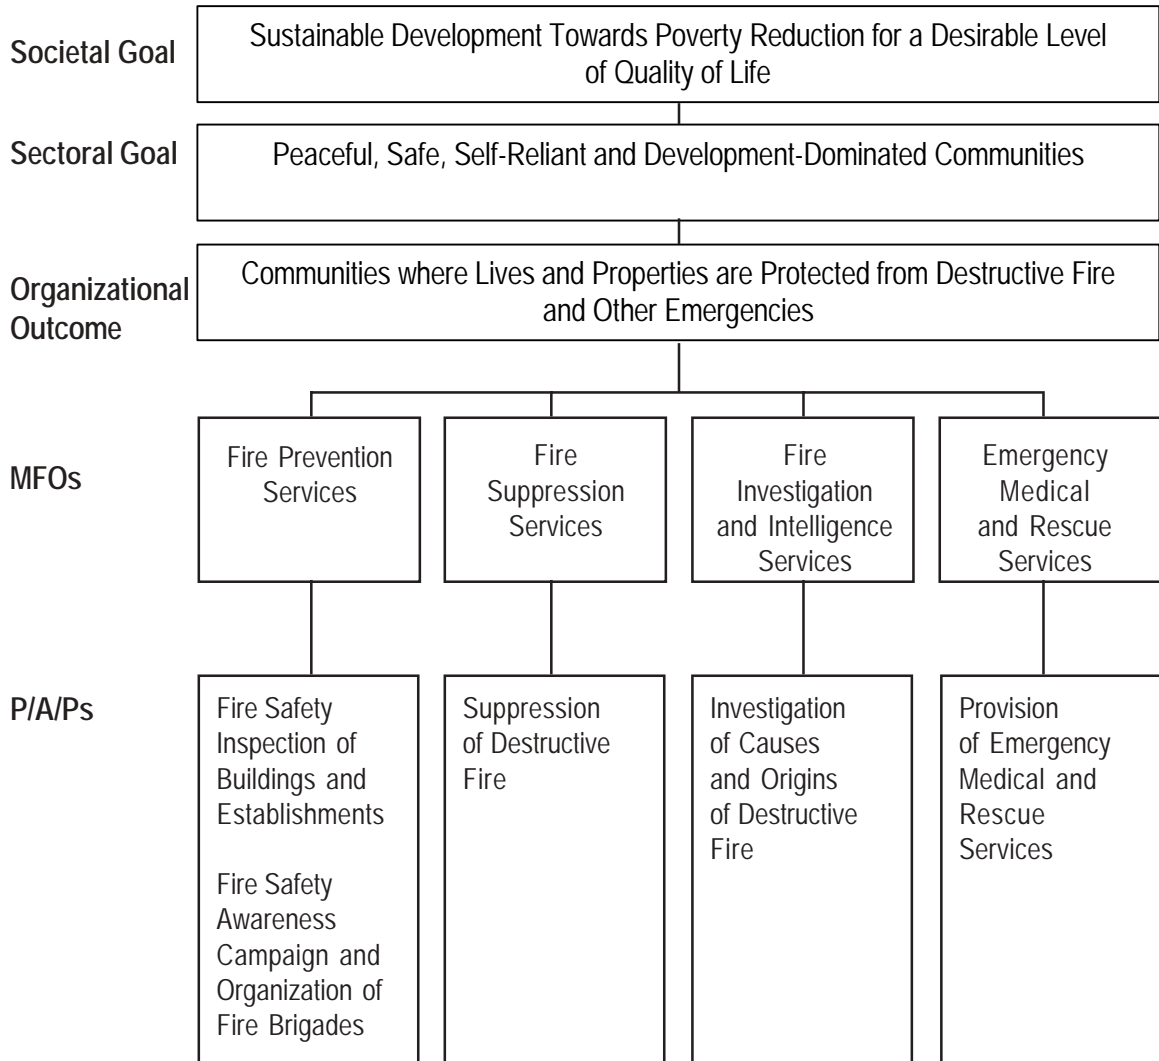 Societal Goal
Sustainable Development Towards Poverty Reduction for a Desirable Level
of Quality of Life
Sectoral Goal
Peaceful, Safe, Self-Reliant and Development-Dominated Communities
Organizational
Outcome
Communities where Lives and Properties are Protected from Destructive Fire
and Other Emergencies
MFOs
Fire Prevention
Services
Fire
Suppression
Services
Fire
Investigation
and Intelligence
Services
Emergency
Medical
and Rescue
Services
P/A/Ps
Fire Safety
Inspection of
Buildings and
Establishments
Fire Safety
Awareness
Campaign and
Organization of
Fire Brigades
Suppression
of Destructive
Fire
Investigation
of Causes
and Origins
of Destructive
Fire
Provision
of Emergency
Medical and
Rescue
Services